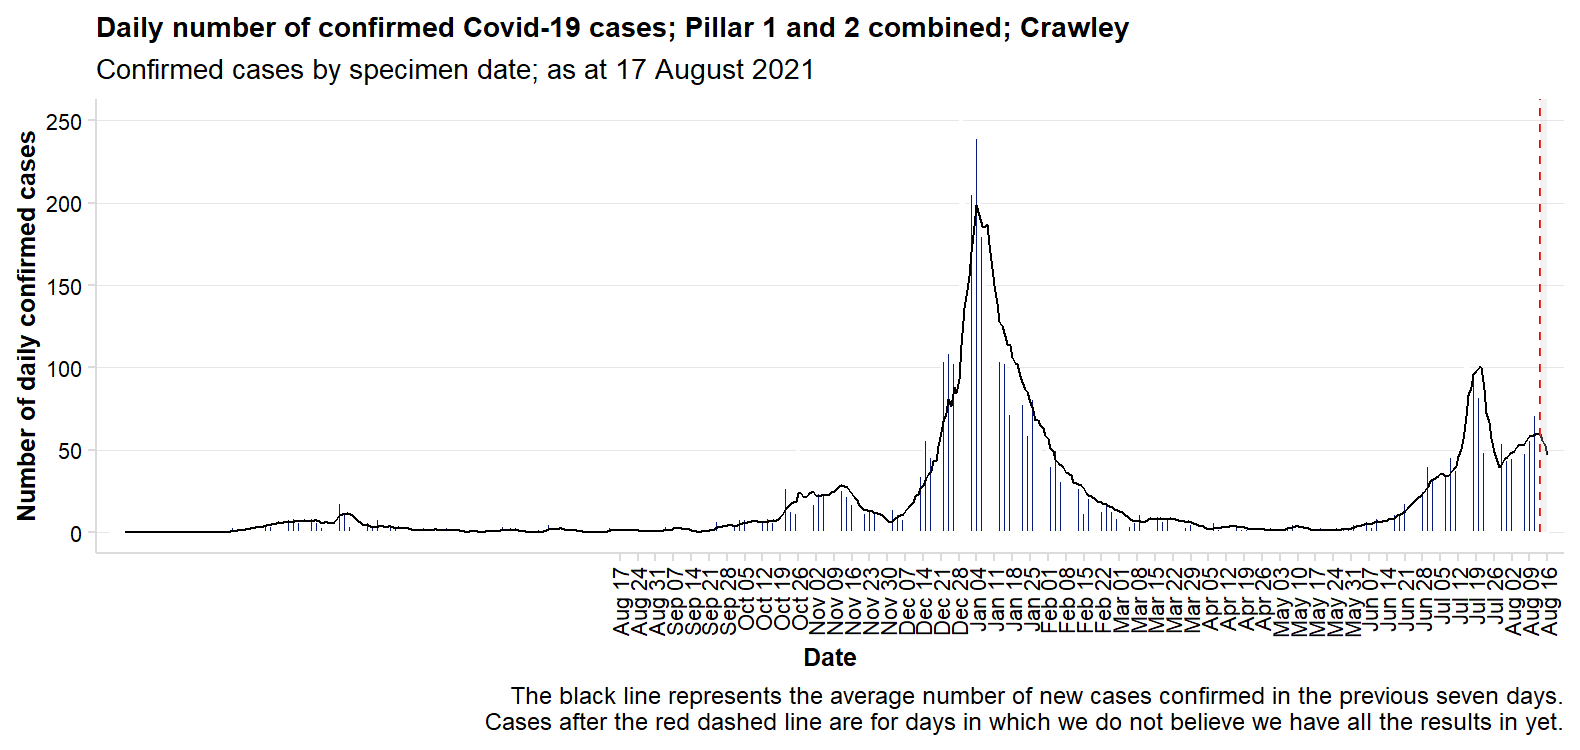 Daily number of confirmed Covid-19 cases; Pillar 1 and 2 combined; Crawley
Confirmed cases by specimen date; as at 17 August 2021
Number of daily confirmed cases
250
200
150
100
50
0
Aug 17
Aug 24
Aug 31
Sep 07
Sep 14
Sep 21
Sep 28
Oct 05
Oct 12
Oct 19
Oct 26
Nov 02
Nov 09
Nov 16
Nov 23
Nov 30
Dec 07
Dec 14
Dec 21
Dec 28
Jan 04
Jan 11
Jan 18
Jan 25
Feb 01
Feb 08
Feb 15
Feb 22
Mar 01
Mar 08
Mar 15
Mar 22
Mar 29
Apr 05
Apr 12
Apr 19
Apr 26
May 03
May 10
May 17
May 24
May 31
Jun 07
Jun 14
Jun 21
Jun 28
Jul 05
Jul 12
Jul 19
Jul 26
Aug 02
Aug 09
Aug 16
Date
The black line represents the average number of new cases confirmed in the previous seven days.
Cases after the red dashed line are for days in which we do not believe we have all the results in yet.